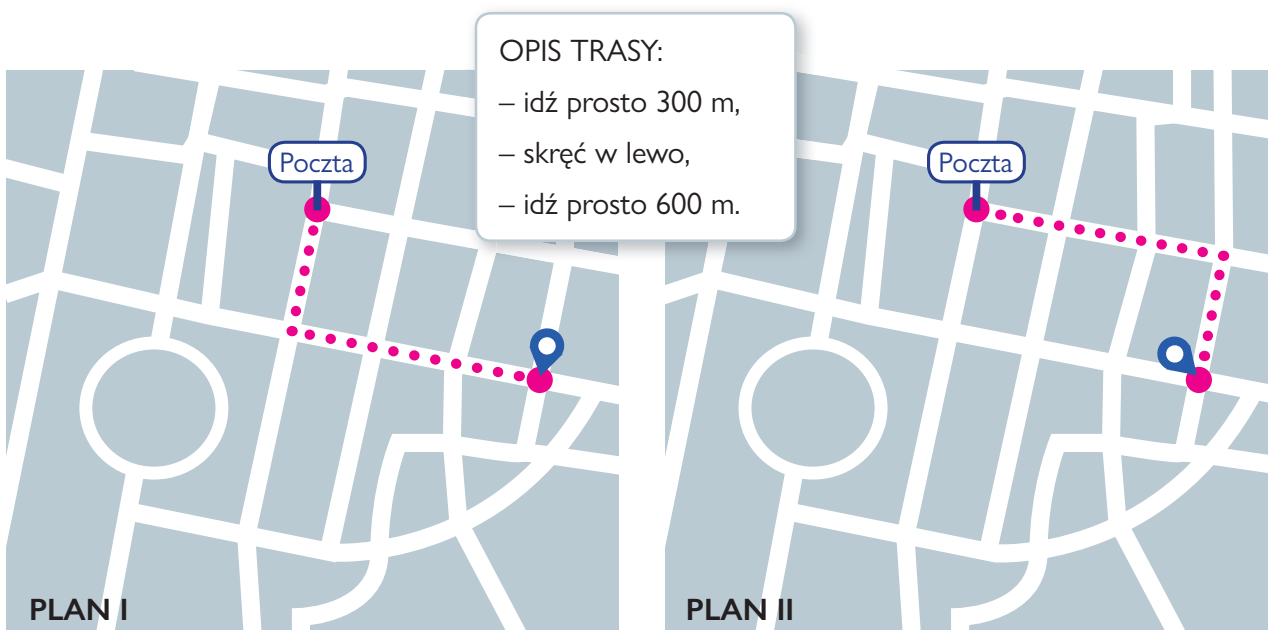 OPIS TRASY:
– idź prosto 300 m,
– skręć w lewo,
– idź prosto 600 m.
Poczta
Poczta
PLAN I
PLAN II